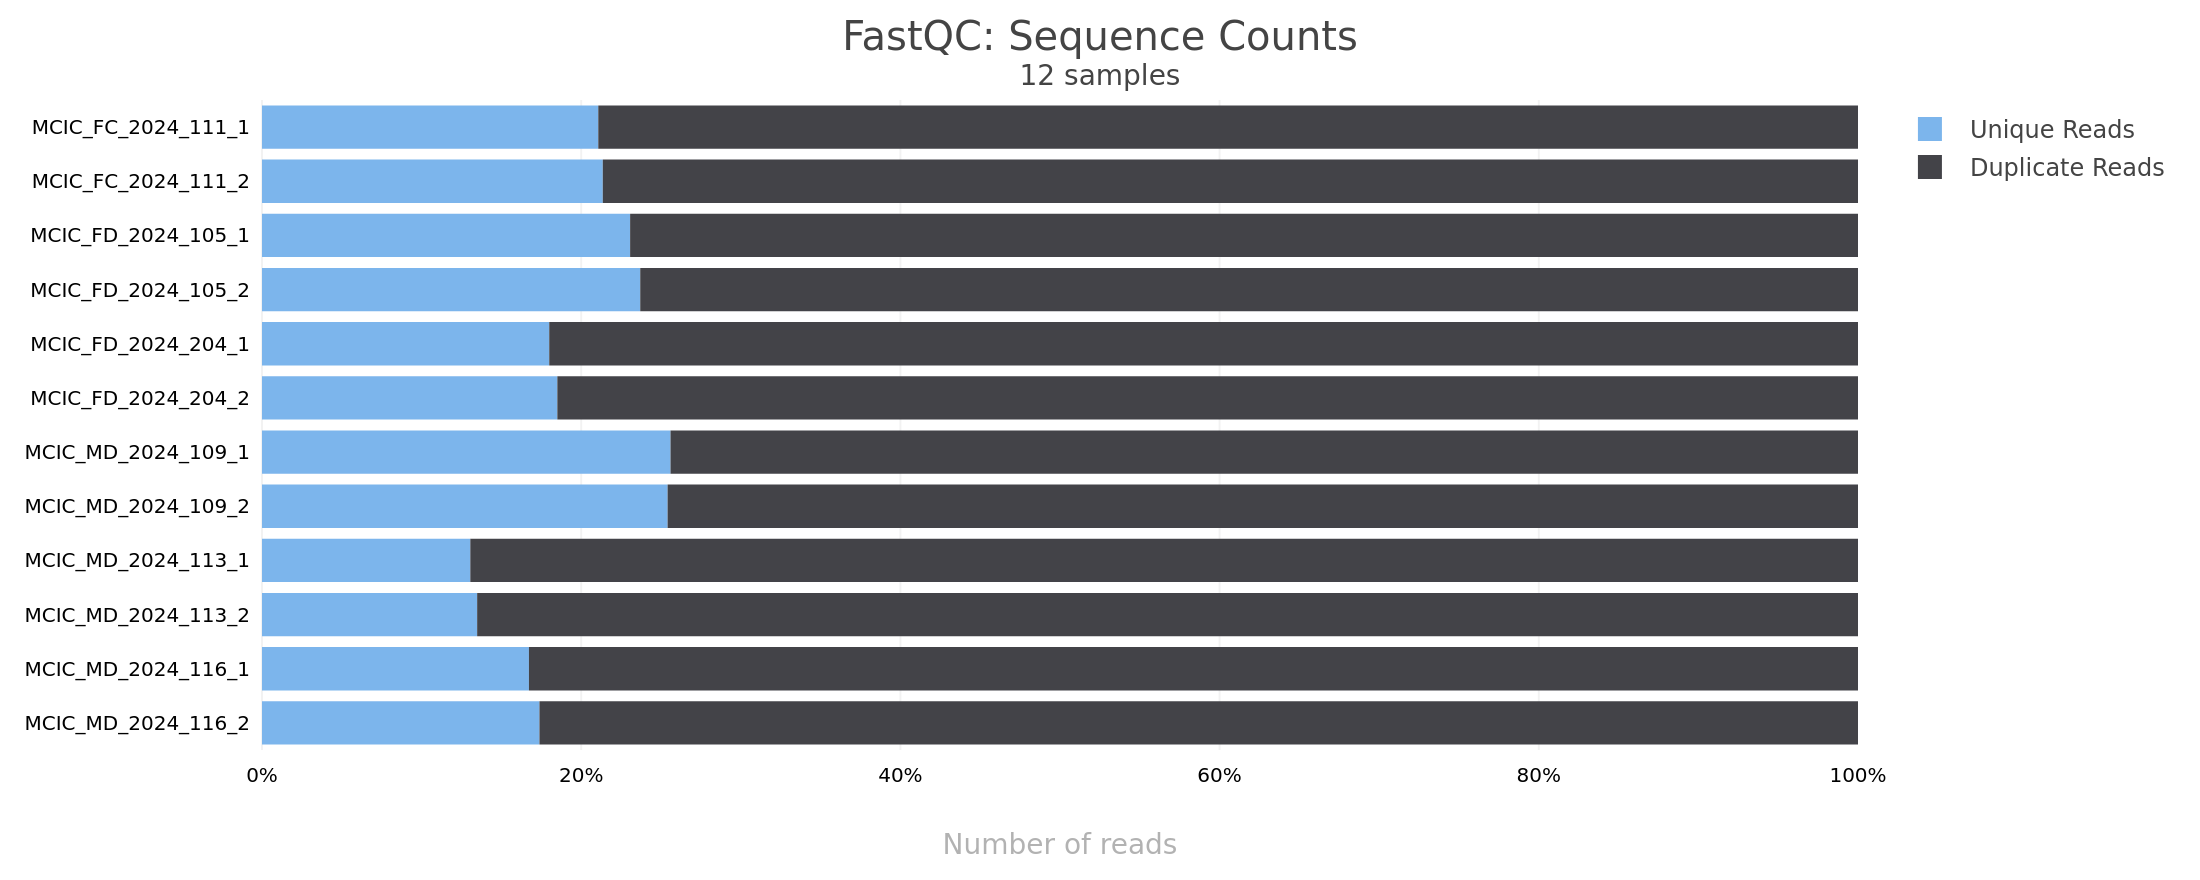 FastQC: Sequence Counts
12 samples
MCIC_FC_2024_111_1
MCIC_FC_2024_111_2
MCIC_FD_2024_105_1
MCIC_FD_2024_105_2
MCIC_FD_2024_204_1
MCIC_FD_2024_204_2
MCIC_MD_2024_109_1
MCIC_MD_2024_109_2
MCIC_MD_2024_113_1
MCIC_MD_2024_113_2
MCIC_MD_2024_116_1
MCIC_MD_2024_116_2
0% 20% 40% 60% 80% 100%
Number of reads
Unique Reads
Duplicate Reads